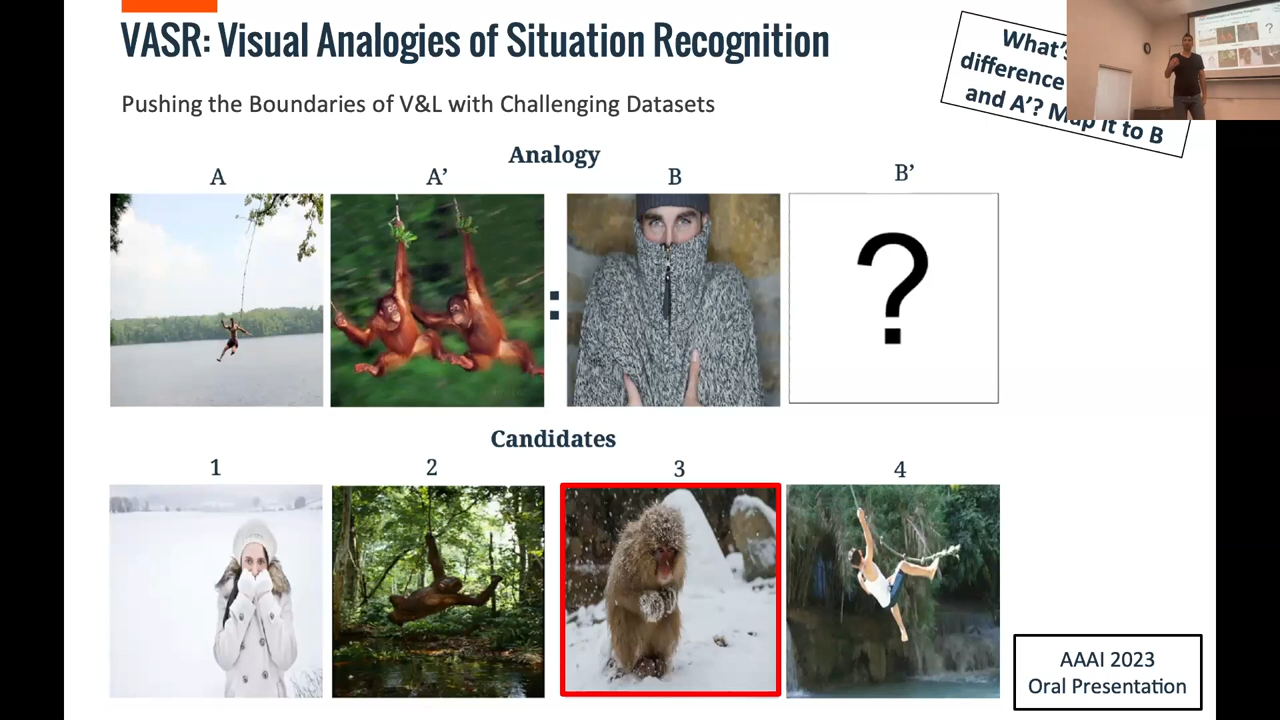 VASR: Visual Analogies of Situation Recognition
Pushing the Boundaries of V&L with Challenging Datasets
What's
difference
and A'? Map it to B
Analogy
A A' B B'
:
?
Candidates
1 2 3 4
AAAI 2023
Oral Presentation